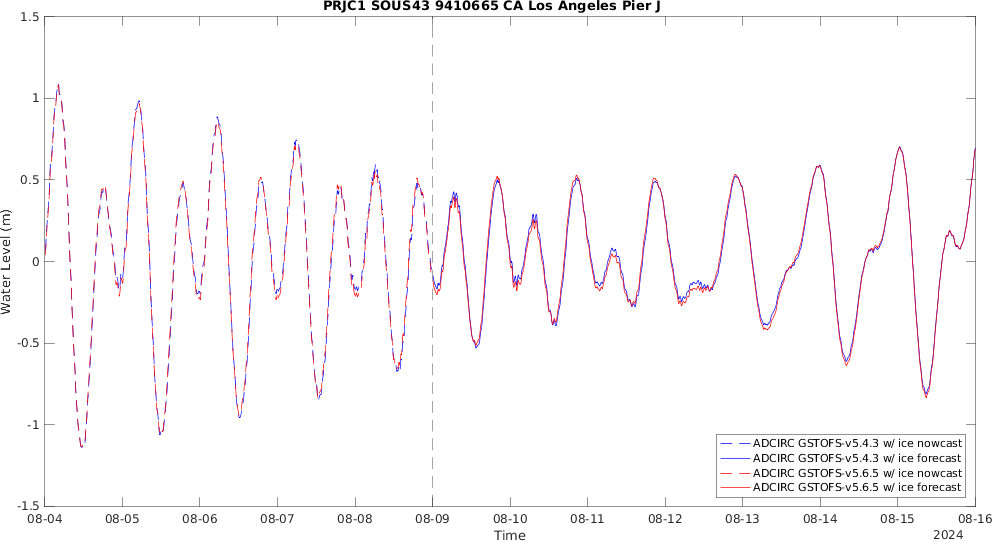 PRJC1 SOUS43 9410665 CA Los Angeles Pier J
1.5
1
0.5
0
-0.5
-1
-1.5
Water Level (m)
ADCIRC GSTOFS-v5.4.3 w/ ice nowcast
ADCIRC GSTOFS-v5.4.3 w/ ice forecast
ADCIRC GSTOFS-v5.6.5 w/ ice nowcast
ADCIRC GSTOFS-v5.6.5 w/ ice forecast
08-04 08-05 08-06 08-07 08-08 08-09 08-10 08-11 08-12 08-13 08-14 08-15 08-16
Time
2024